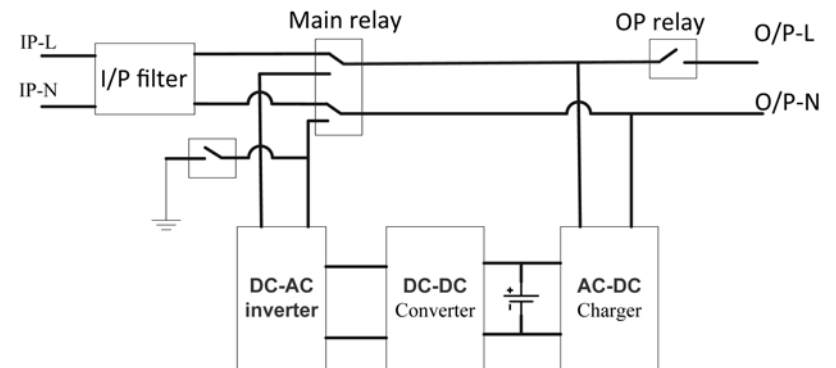 Main relay
OP relay
IP-L
O/P-L
I/P filter
IP-N
O/P-N
DC-AC
inverter
DC-DC
Converter
+
-
AC-DC
Charger